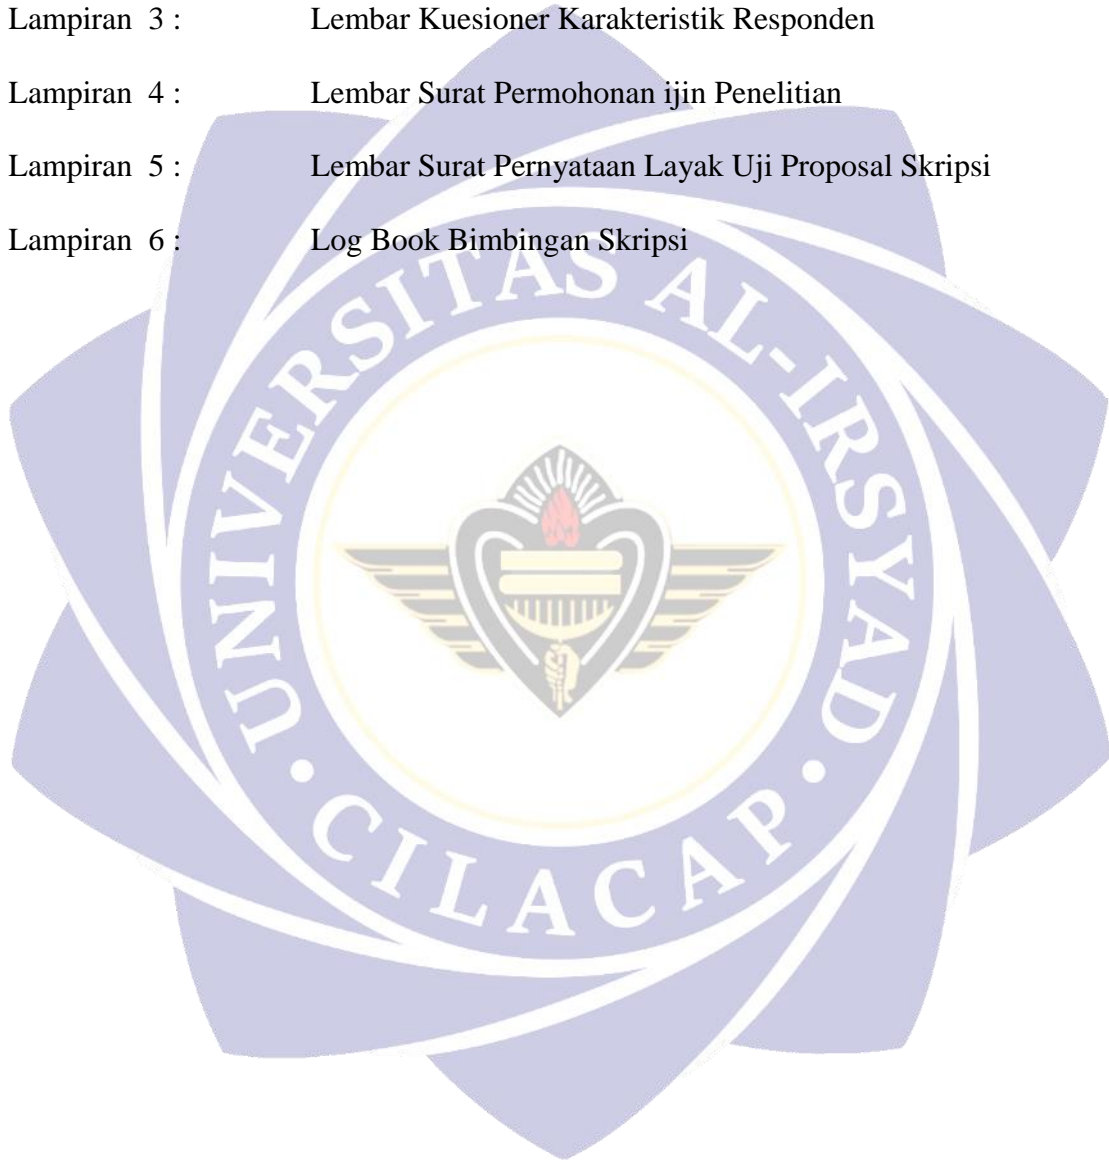 Lampiran 3 : Lembar Kuesioner Karakteristik Responden
Lampiran 4 : Lembar Surat Permohonan ijin Penelitian
Lampiran 5 : Lembar Surat Pernyataan Layak Uji Proposal Skripsi
Lampiran 6 : Log Book Bimbingan Skripsi
UNIVERSITAS AL-IRSYAD
• CILACAP •